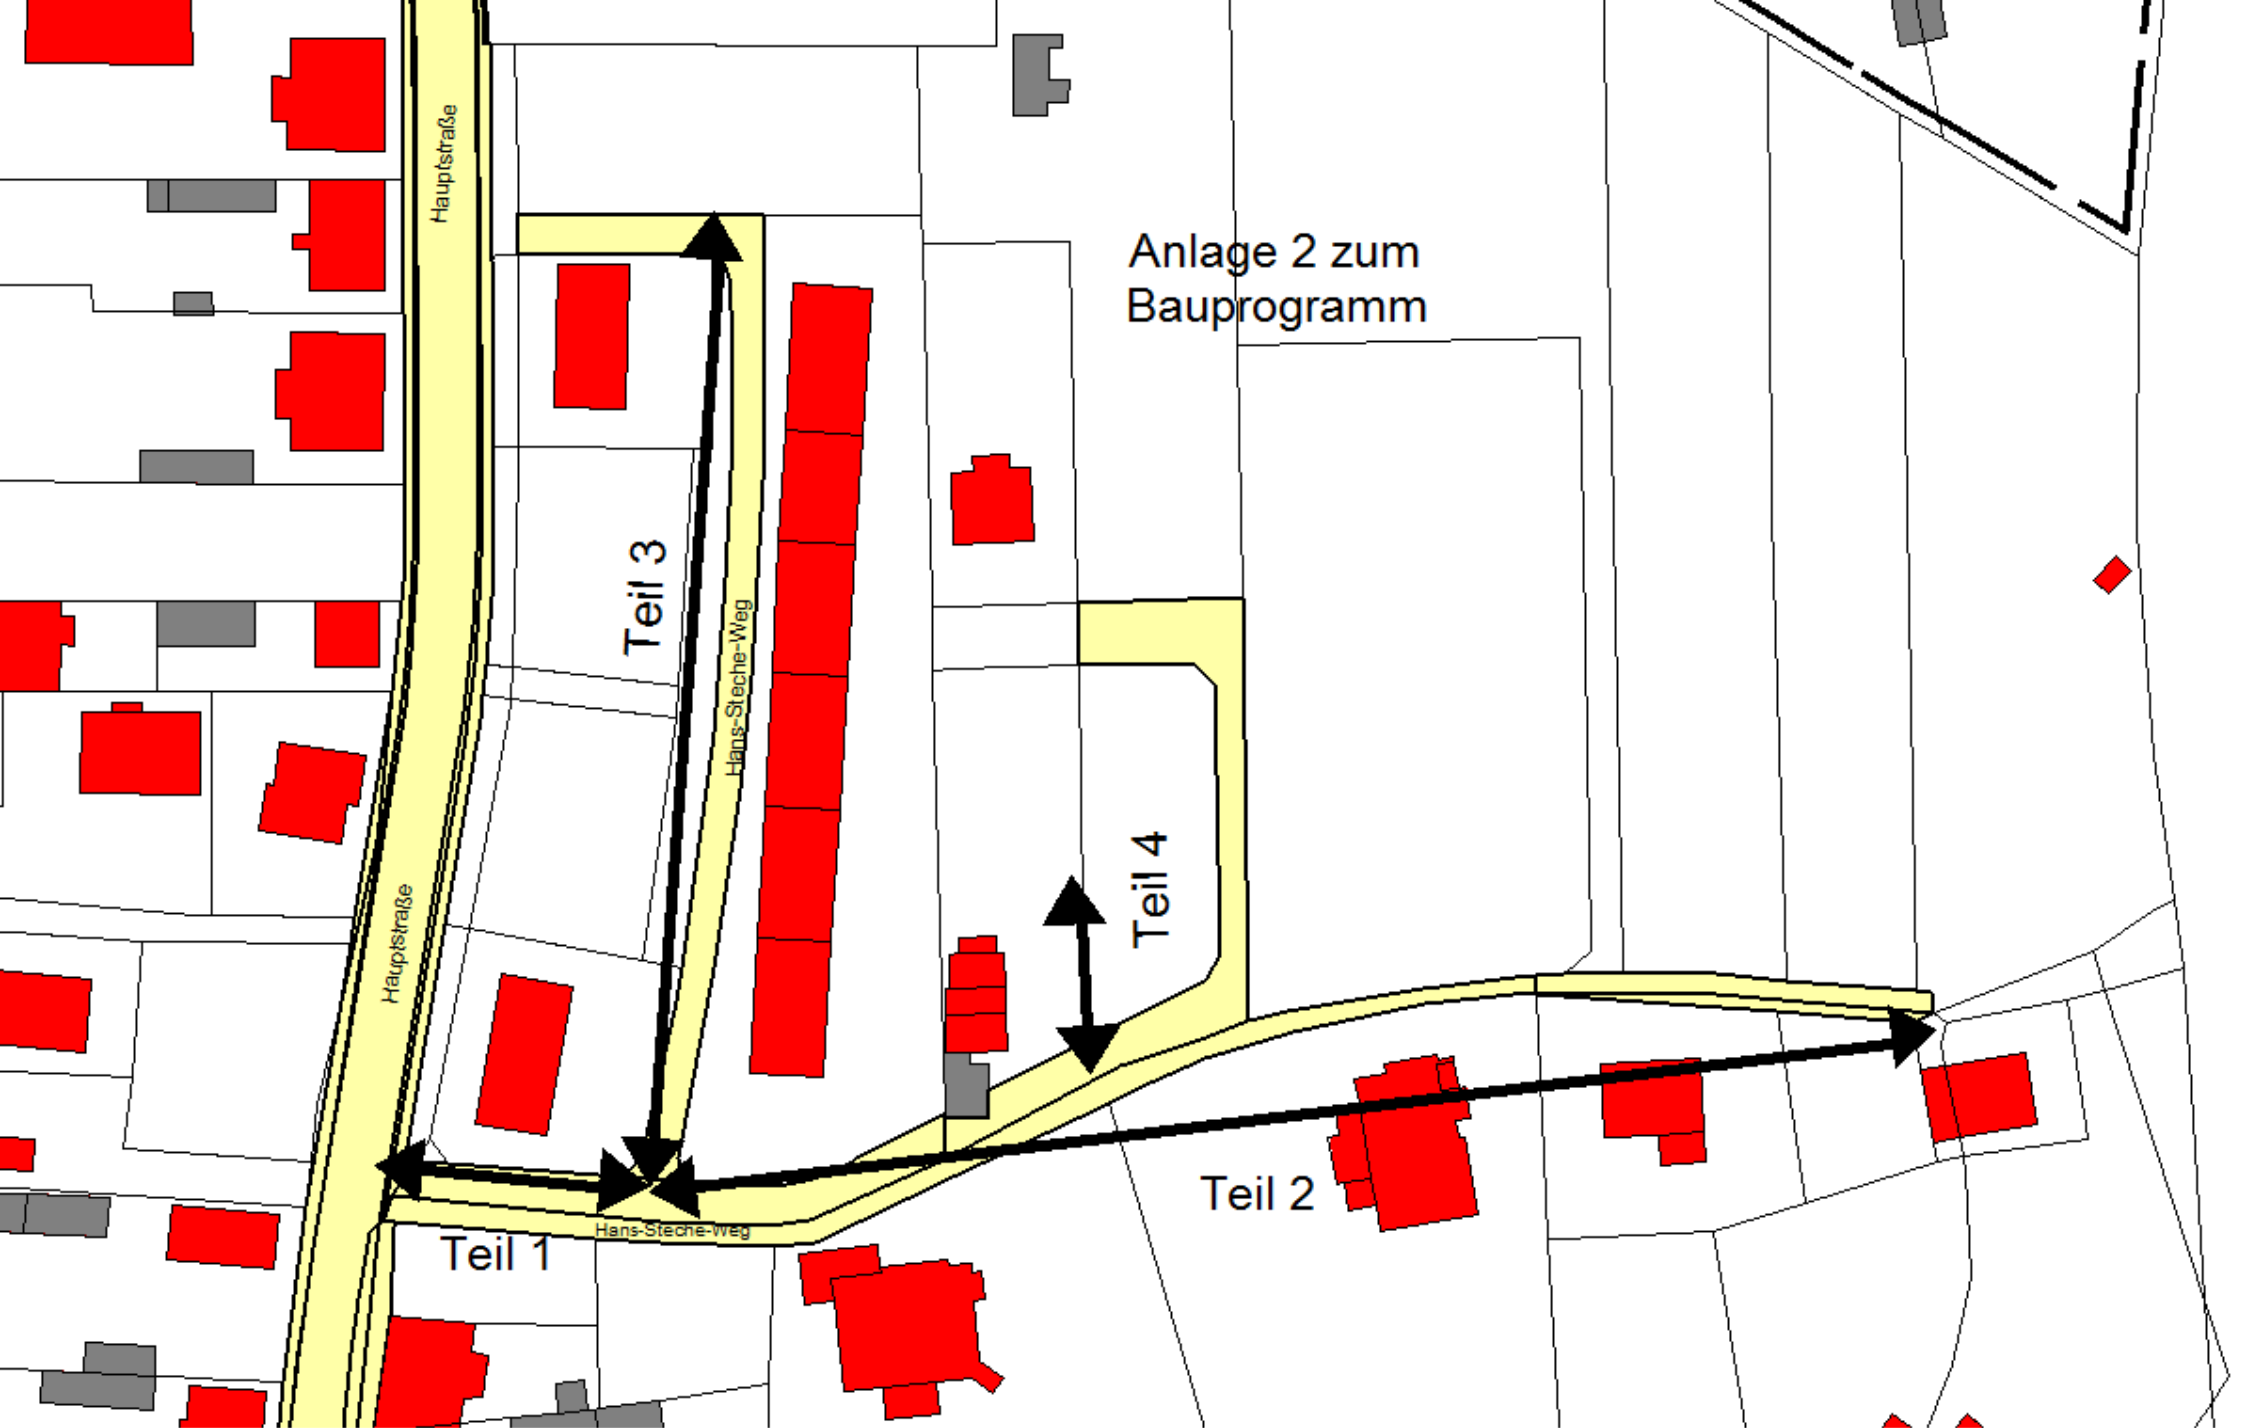 Hauptstraße
Anlage 2 zum
Bauprogramm
Teil 3
Hans-Steche-Weg
Teil 4
Hauptstraße
Teil 2
Hans-Steche-Weg
Teil 1